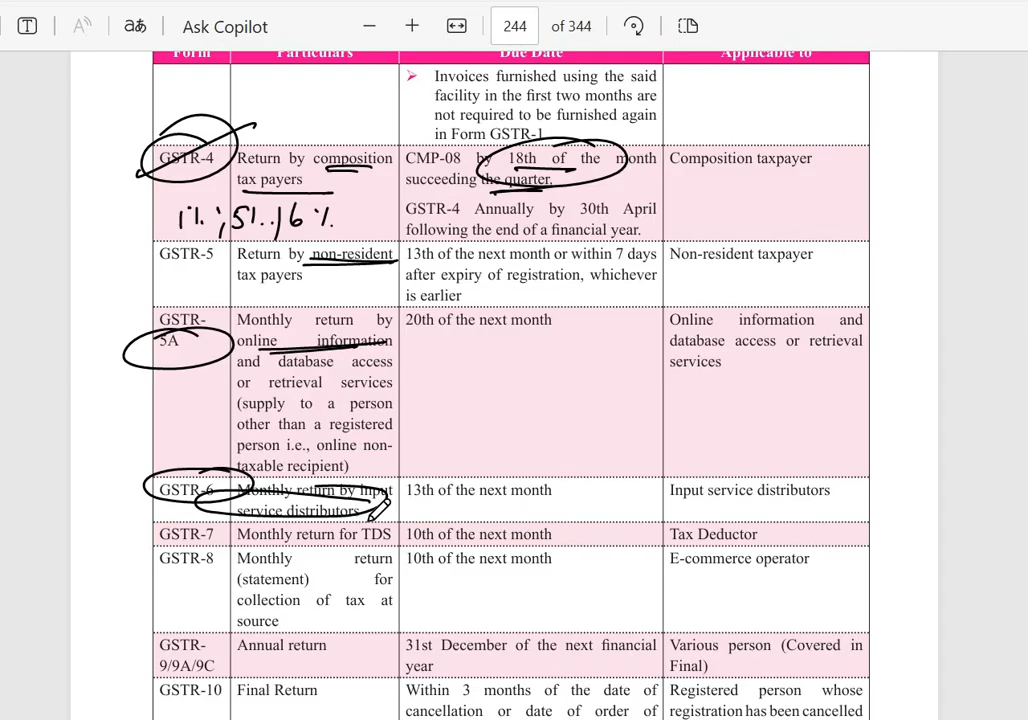 Ask Copilot
244
of 344
Form
Particulars
Due Date
Applicable to
Invoices furnished using the said
facility in the first two months are
not required to be furnished again
in Form GSTR-1
GSTR-4
Return by composition
tax payers
CMP-08 by 18th of the month
succeeding the quarter.
GSTR-4 Annually by 30th April
following the end of a financial year.
Composition taxpayer
1%, 5%, 6%
GSTR-5
Return by non-resident
tax payers
13th of the next month or within 7 days
after expiry of registration, whichever
is earlier
Non-resident taxpayer
GSTR-
5A
Monthly return by
online information
and database access
or retrieval services
(supply to a person
other than a registered
person i.e., online non-
taxable recipient)
20th of the next month
Online information and
database access or retrieval
services
GSTR-6
Monthly return by input
service distributors
13th of the next month
Input service distributors
GSTR-7
Monthly return for TDS
10th of the next month
Tax Deductor
GSTR-8
Monthly return
(statement) for
collection of tax at
source
10th of the next month
E-commerce operator
GSTR-
9/9A/9C
Annual return
31st December of the next financial
year
Various person (Covered in
Final)
GSTR-10
Final Return
Within 3 months of the date of
cancellation or date of order of
Registered person whose
registration has been cancelled